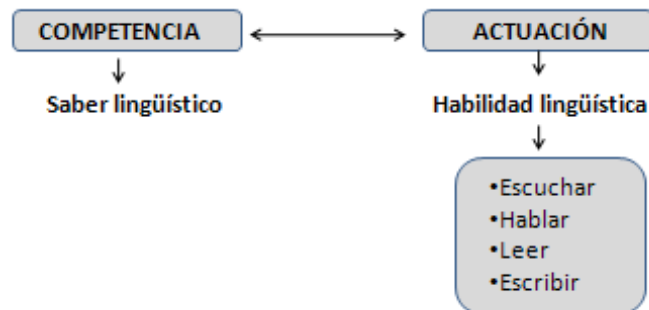 COMPETENCIA
ACTUACIÓN
Saber lingüístico
Habilidad lingüística
•Escuchar
•Hablar
•Leer
•Escribir